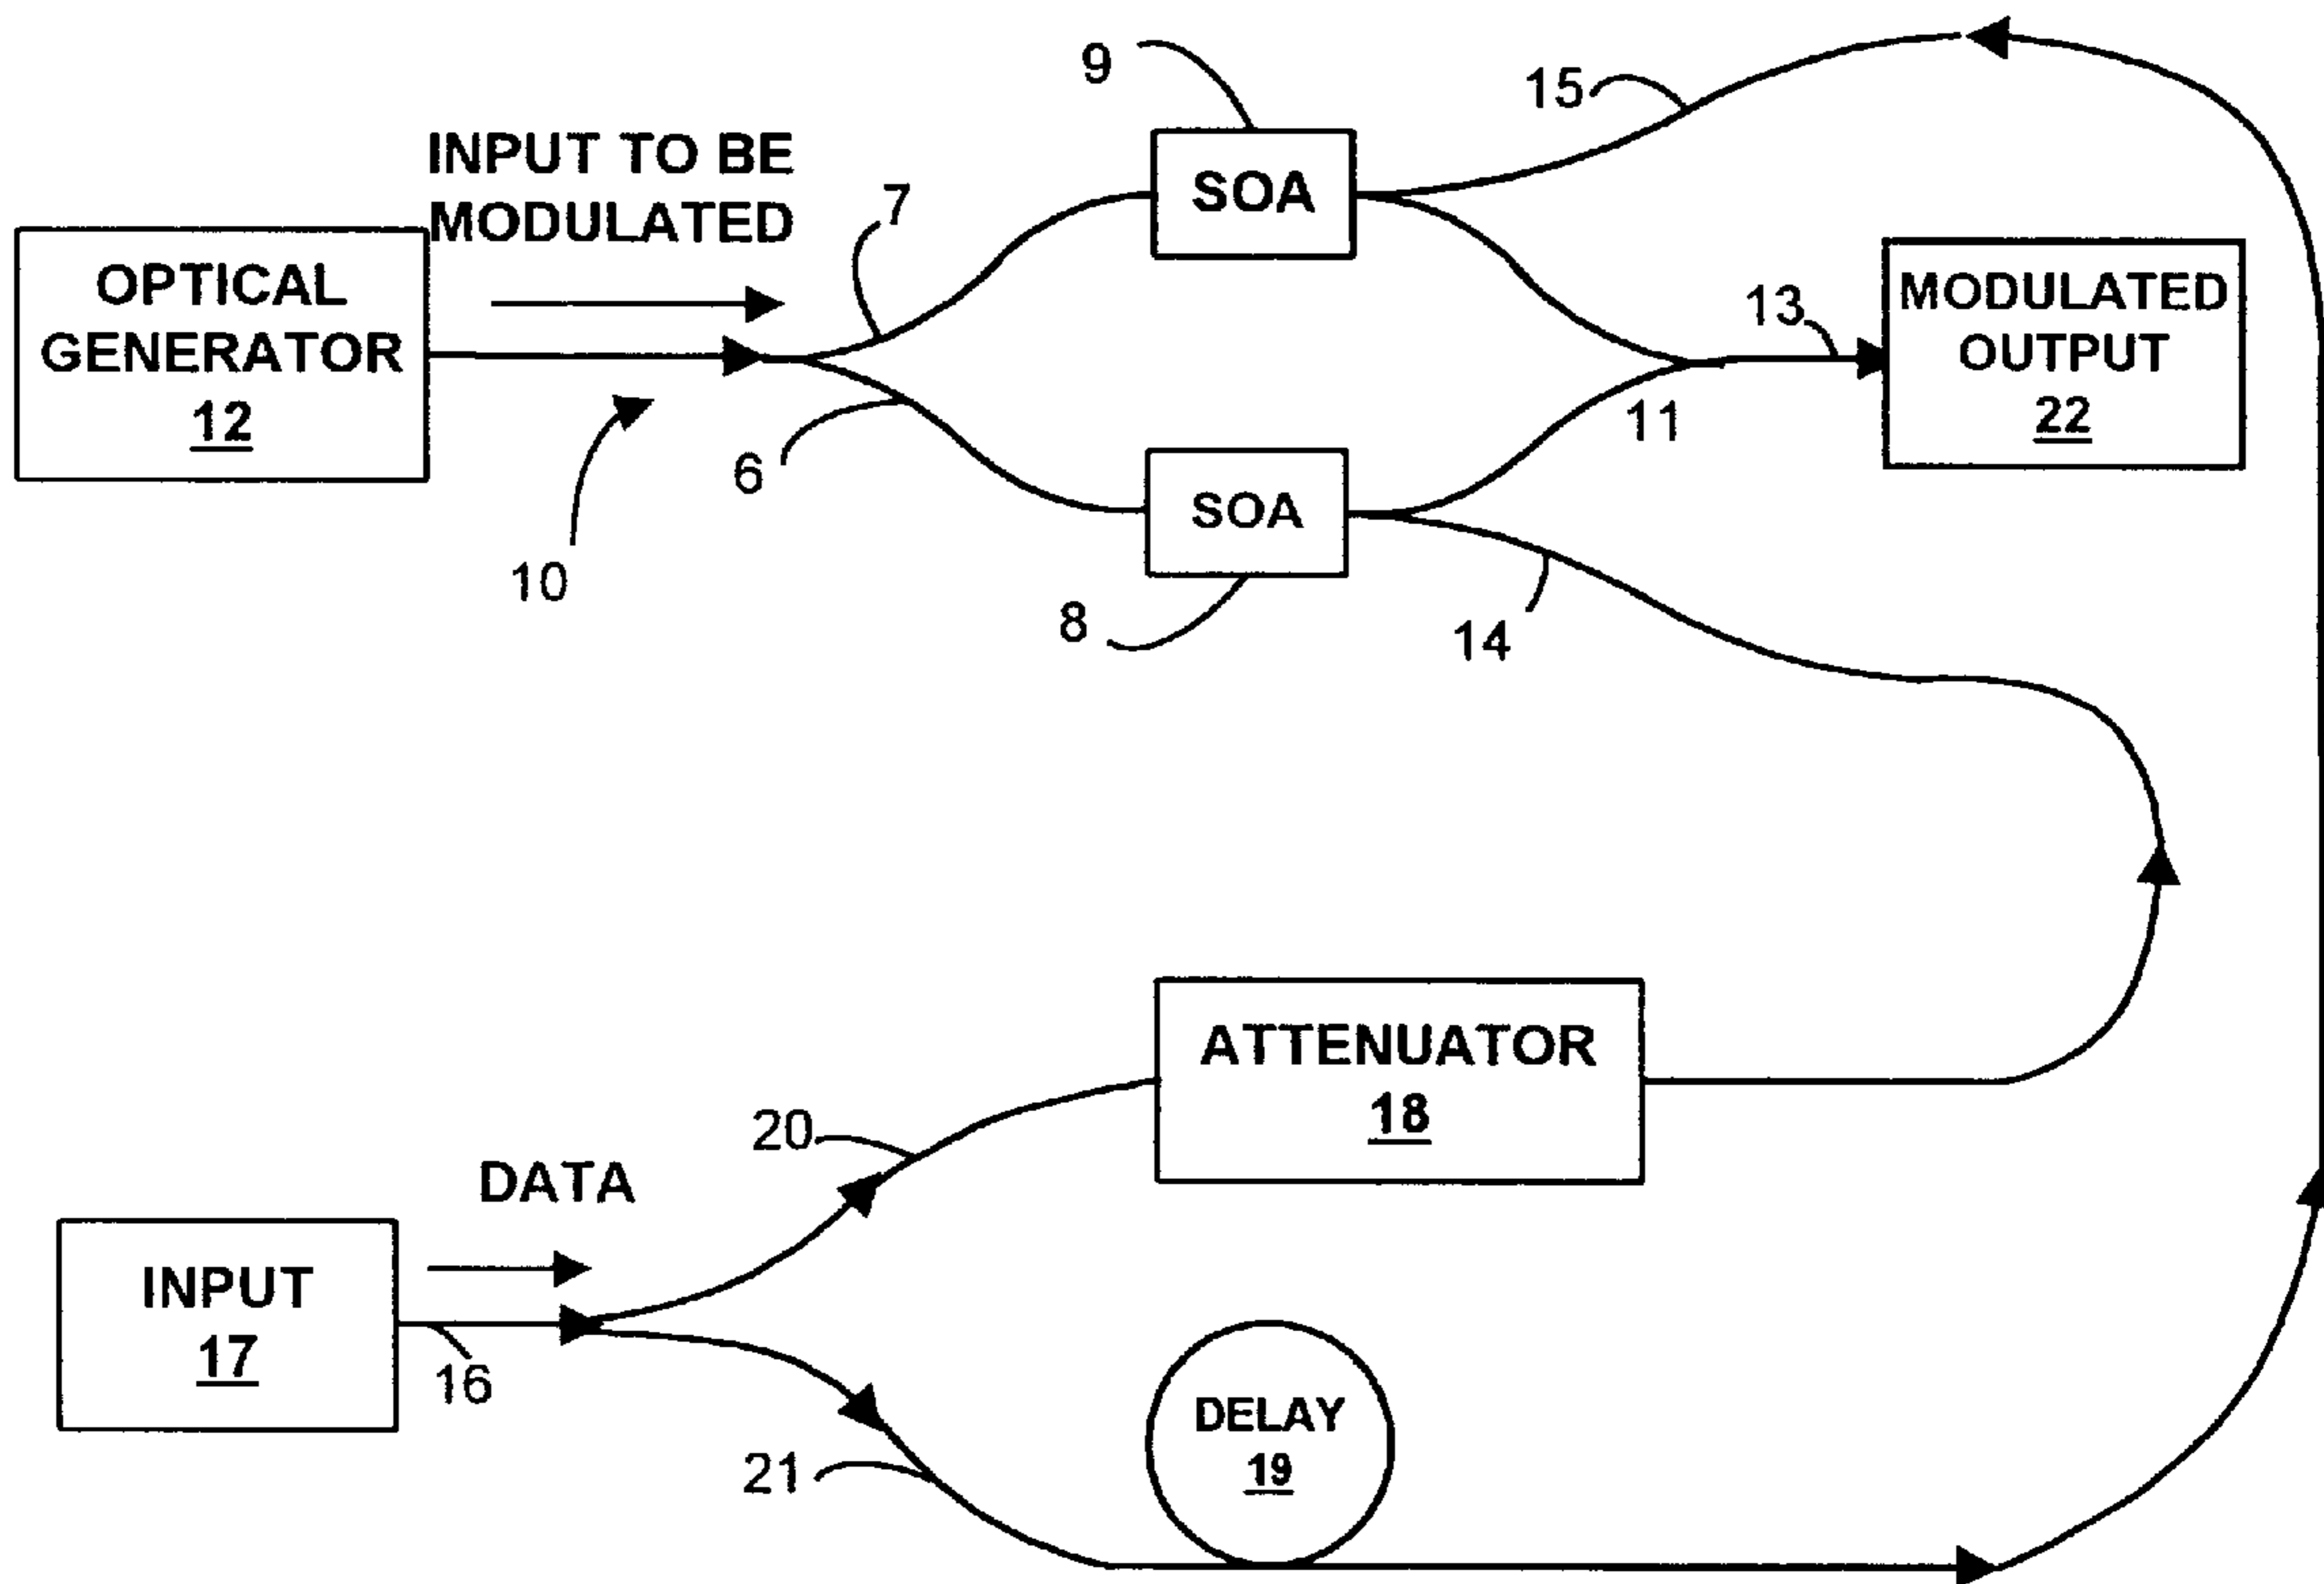 9
15
INPUT TO BE
MODULATED
7
SOA
OPTICAL
GENERATOR
12
13
MODULATED
OUTPUT
22
6
11
10
SOA
8
14
ATTENUATOR
18
20
DATA
INPUT
17
16
DELAY
19
21